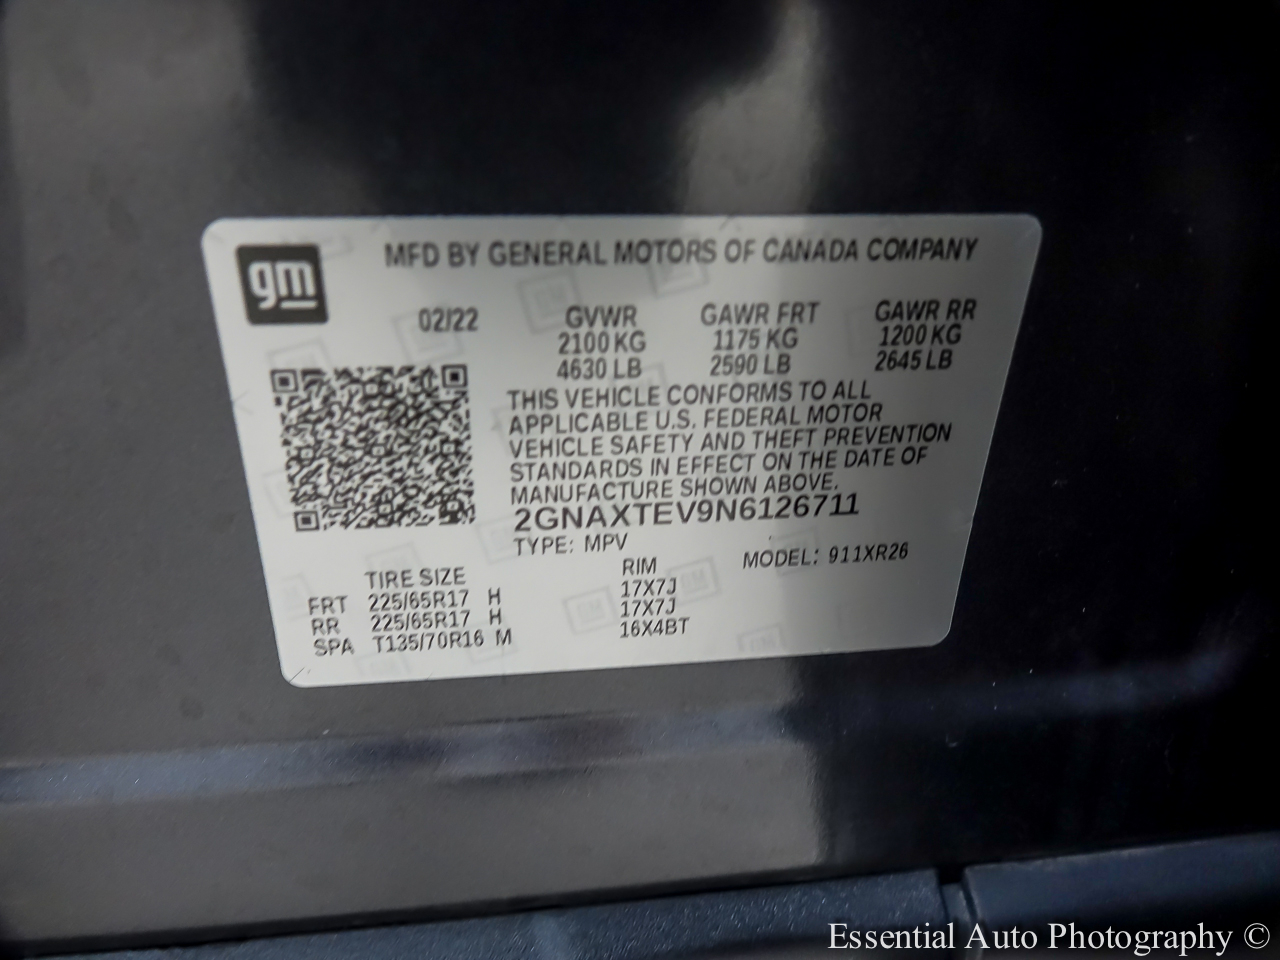 gm
MFD BY GENERAL MOTORS OF CANADA COMPANY
02/22 GVWR GAWR FRT GAWR RR
2100 KG 1175 KG 1200 KG
4630 LB 2590 LB 2645 LB
THIS VEHICLE CONFORMS TO ALL
APPLICABLE U.S. FEDERAL MOTOR
VEHICLE SAFETY AND THEFT PREVENTION
STANDARDS IN EFFECT ON THE DATE OF
MANUFACTURE SHOWN ABOVE.
2GNAXTEV9N6126711
TYPE: MPV MODEL: 911XR26
TIRE SIZE RIM
FRT 225/65R17 H 17X7J
RR 225/65R17 H 17X7J
SPA T135/70R16 M 16X4BT
Essential Auto Photography ©